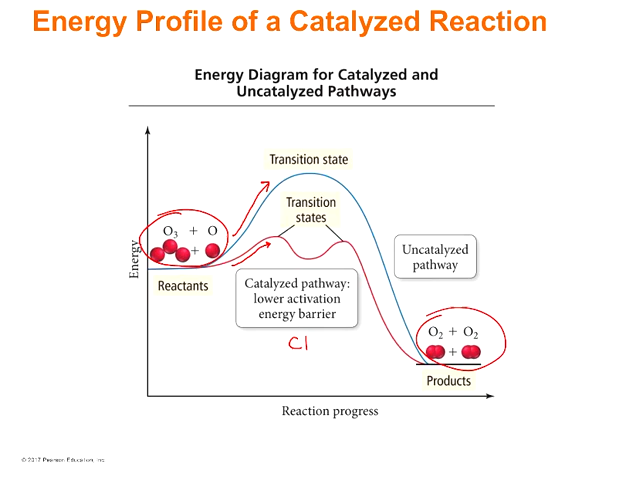 Energy Profile of a Catalyzed Reaction
Energy Diagram for Catalyzed and
Uncatalyzed Pathways
Transition state
Transition
states
O₃ + O
+
Energy
Reactants
Catalyzed pathway:
lower activation
energy barrier
Cl
Uncatalyzed
pathway
O₂ + O₂
+
Products
Reaction progress
© 2017 Pearson Education, Inc.